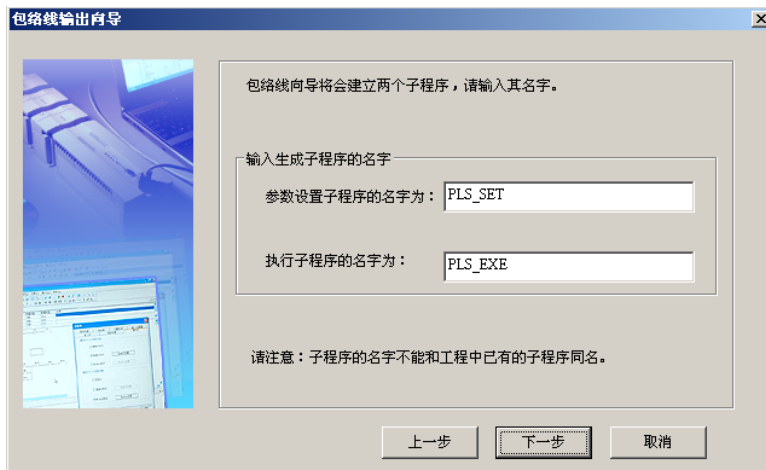 包络线输出向导
包络线向导将会建立两个子程序,请输入其名字。
输入生成子程序的名字
参数设置子程序的名字为: PLS_SET
执行子程序的名字为: PLS_EXE
请注意:子程序的名字不能和工程中已有的子程序同名。
上一步 下一步 取消